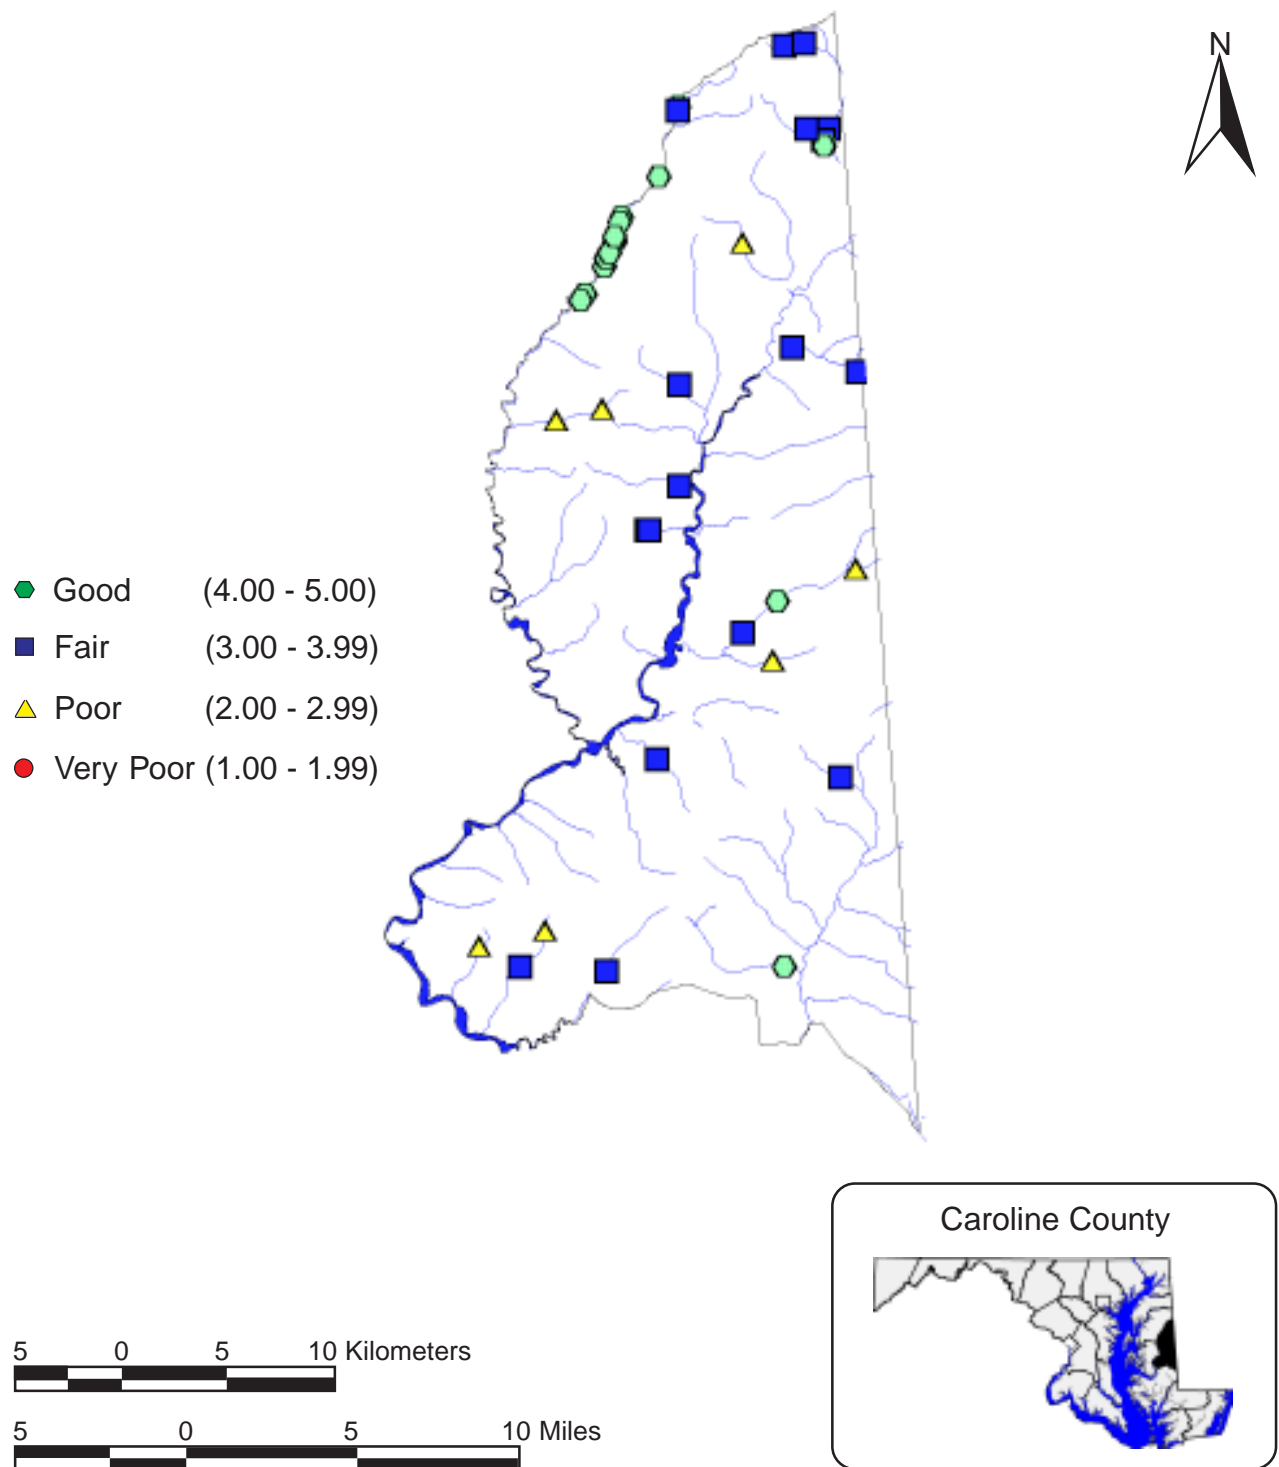 N
Good (4.00 - 5.00)
Fair (3.00 - 3.99)
Poor (2.00 - 2.99)
Very Poor (1.00 - 1.99)
Caroline County
5 0 5 10 Kilometers
5 0 5 10 Miles